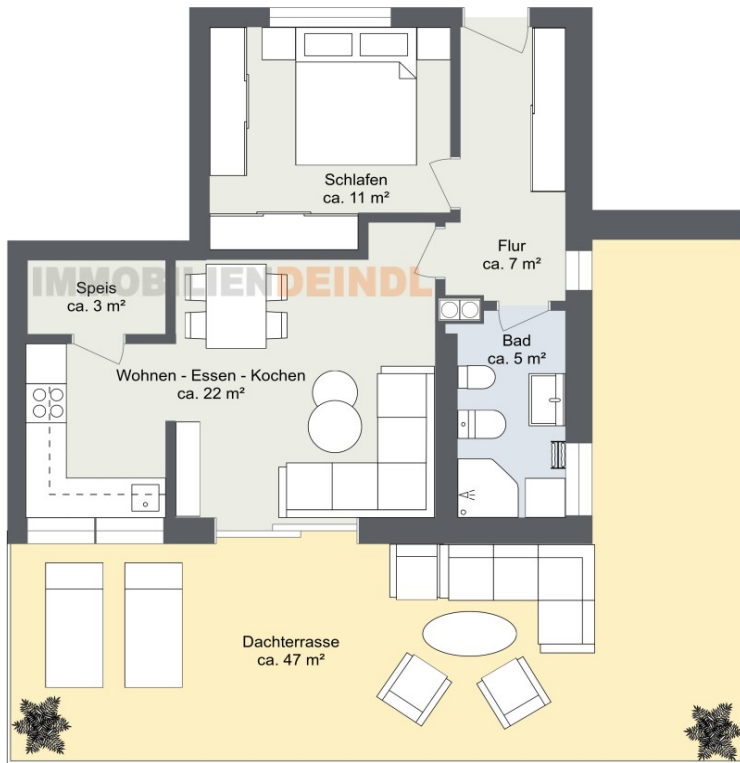 Schlafen
ca. 11 m²
Flur
ca. 7 m²
IMMOBILIENDEINDL
Speis
ca. 3 m²
Bad
ca. 5 m²
Wohnen - Essen - Kochen
ca. 22 m²
Dachterrasse
ca. 47 m²